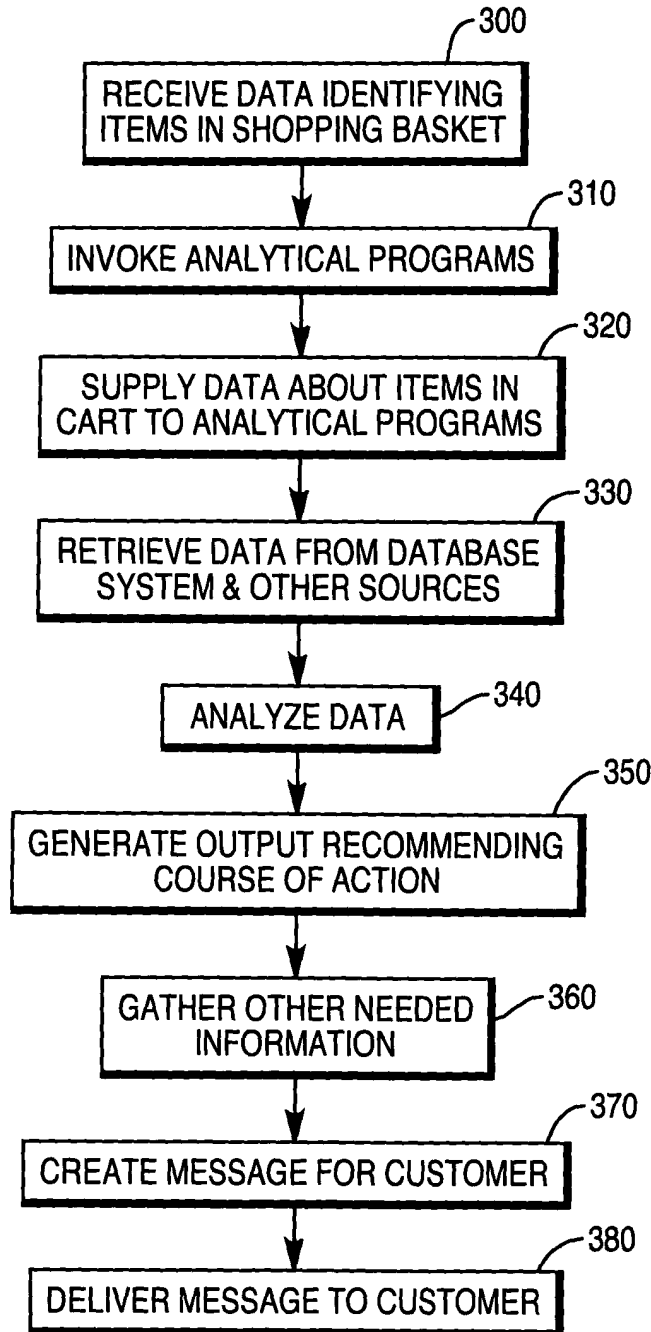 300
RECEIVE DATA IDENTIFYING
ITEMS IN SHOPPING BASKET
310
INVOKE ANALYTICAL PROGRAMS
320
SUPPLY DATA ABOUT ITEMS IN
CART TO ANALYTICAL PROGRAMS
330
RETRIEVE DATA FROM DATABASE
SYSTEM & OTHER SOURCES
340
ANALYZE DATA
350
GENERATE OUTPUT RECOMMENDING
COURSE OF ACTION
360
GATHER OTHER NEEDED
INFORMATION
370
CREATE MESSAGE FOR CUSTOMER
380
DELIVER MESSAGE TO CUSTOMER